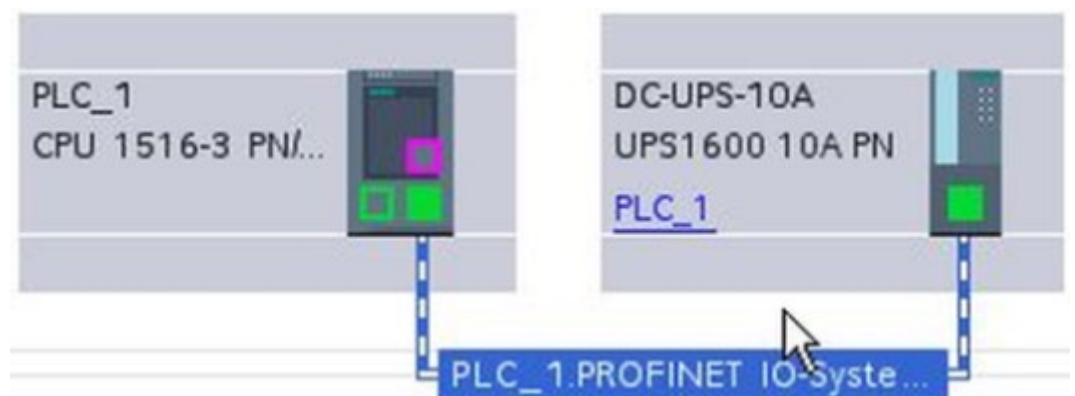 PLC_1
CPU 1516-3 PN/...
DC-UPS-10A
UPS1600 10A PN
PLC_1
PLC_1.PROFINET IO-Syste...